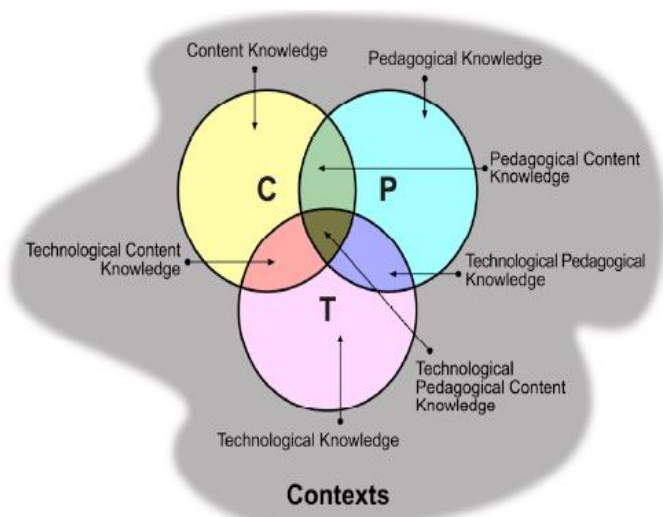 Content Knowledge
Pedagogical Knowledge
C
P
Pedagogical Content
Knowledge
Technological Content
Knowledge
Technological Pedagogical
Knowledge
T
Technological
Pedagogical Content
Knowledge
Technological Knowledge
Contexts